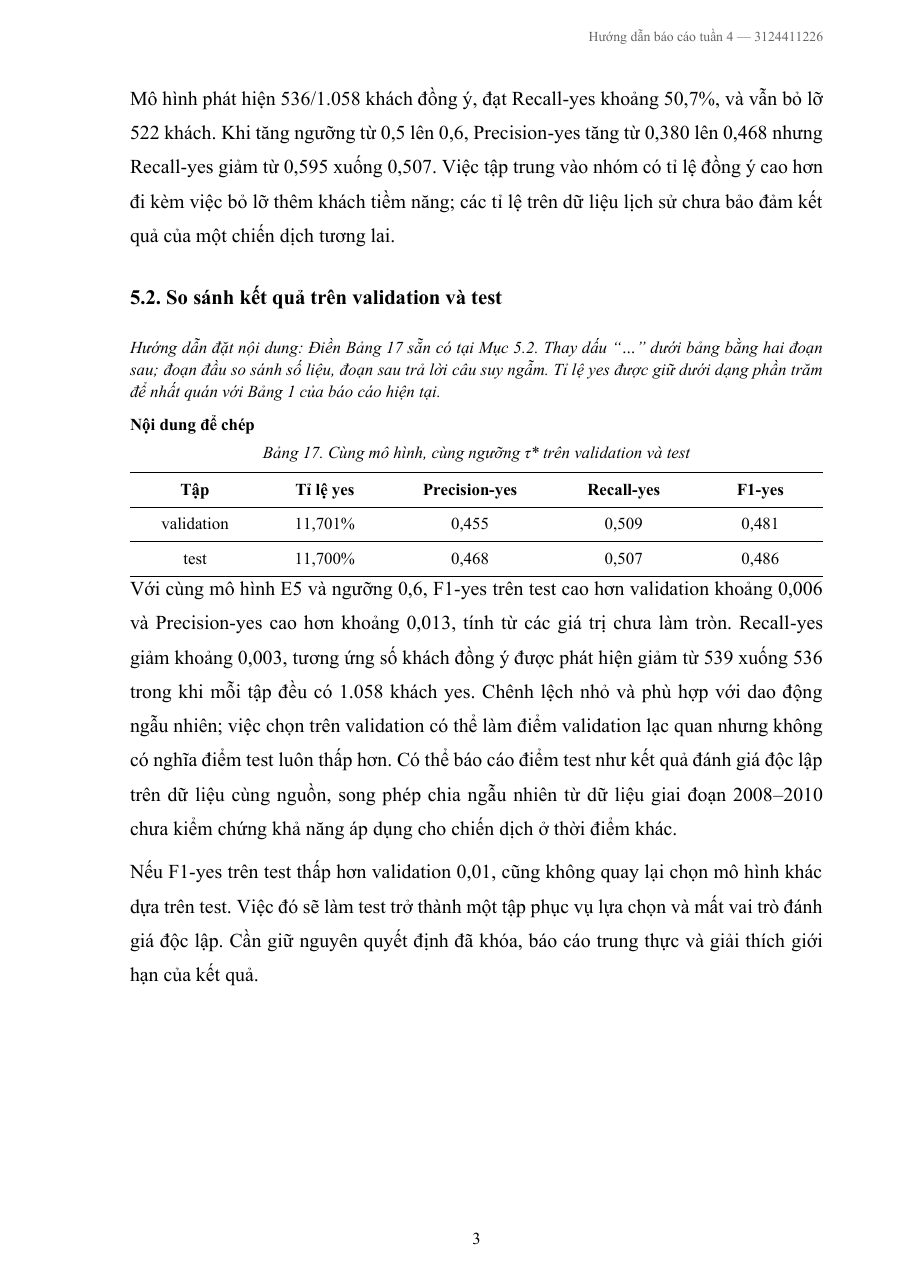 Hướng dẫn báo cáo tuần 4 — 3124411226
Mô hình phát hiện 536/1.058 khách đồng ý, đạt Recall-yes khoảng 50,7%, và vẫn bỏ lỡ
522 khách. Khi tăng ngưỡng từ 0,5 lên 0,6, Precision-yes tăng từ 0,380 lên 0,468 nhưng
Recall-yes giảm từ 0,595 xuống 0,507. Việc tập trung vào nhóm có tỉ lệ đồng ý cao hơn
đi kèm việc bỏ lỡ thêm khách tiềm năng; các tỉ lệ trên dữ liệu lịch sử chưa bảo đảm kết
quả của một chiến dịch tương lai.
5.2. So sánh kết quả trên validation và test
Hướng dẫn đặt nội dung: Điền Bảng 17 sẵn có tại Mục 5.2. Thay dấu “…” dưới bảng bằng hai đoạn
sau; đoạn đầu so sánh số liệu, đoạn sau trả lời câu suy ngẫm. Tỉ lệ yes được giữ dưới dạng phần trăm
để nhất quán với Bảng 1 của báo cáo hiện tại.
Nội dung để chép
Bảng 17. Cùng mô hình, cùng ngưỡng τ* trên validation và test
Tập Tỉ lệ yes Precision-yes Recall-yes F1-yes
validation 11,701% 0,455 0,509 0,481
test 11,700% 0,468 0,507 0,486
Với cùng mô hình E5 và ngưỡng 0,6, F1-yes trên test cao hơn validation khoảng 0,006
và Precision-yes cao hơn khoảng 0,013, tính từ các giá trị chưa làm tròn. Recall-yes
giảm khoảng 0,003, tương ứng số khách đồng ý được phát hiện giảm từ 539 xuống 536
trong khi mỗi tập đều có 1.058 khách yes. Chênh lệch nhỏ và phù hợp với dao động
ngẫu nhiên; việc chọn trên validation có thể làm điểm validation lạc quan nhưng không
có nghĩa điểm test luôn thấp hơn. Có thể báo cáo điểm test như kết quả đánh giá độc lập
trên dữ liệu cùng nguồn, song phép chia ngẫu nhiên từ dữ liệu giai đoạn 2008–2010
chưa kiểm chứng khả năng áp dụng cho chiến dịch ở thời điểm khác.
Nếu F1-yes trên test thấp hơn validation 0,01, cũng không quay lại chọn mô hình khác
dựa trên test. Việc đó sẽ làm test trở thành một tập phục vụ lựa chọn và mất vai trò đánh
giá độc lập. Cần giữ nguyên quyết định đã khóa, báo cáo trung thực và giải thích giới
hạn của kết quả.
3